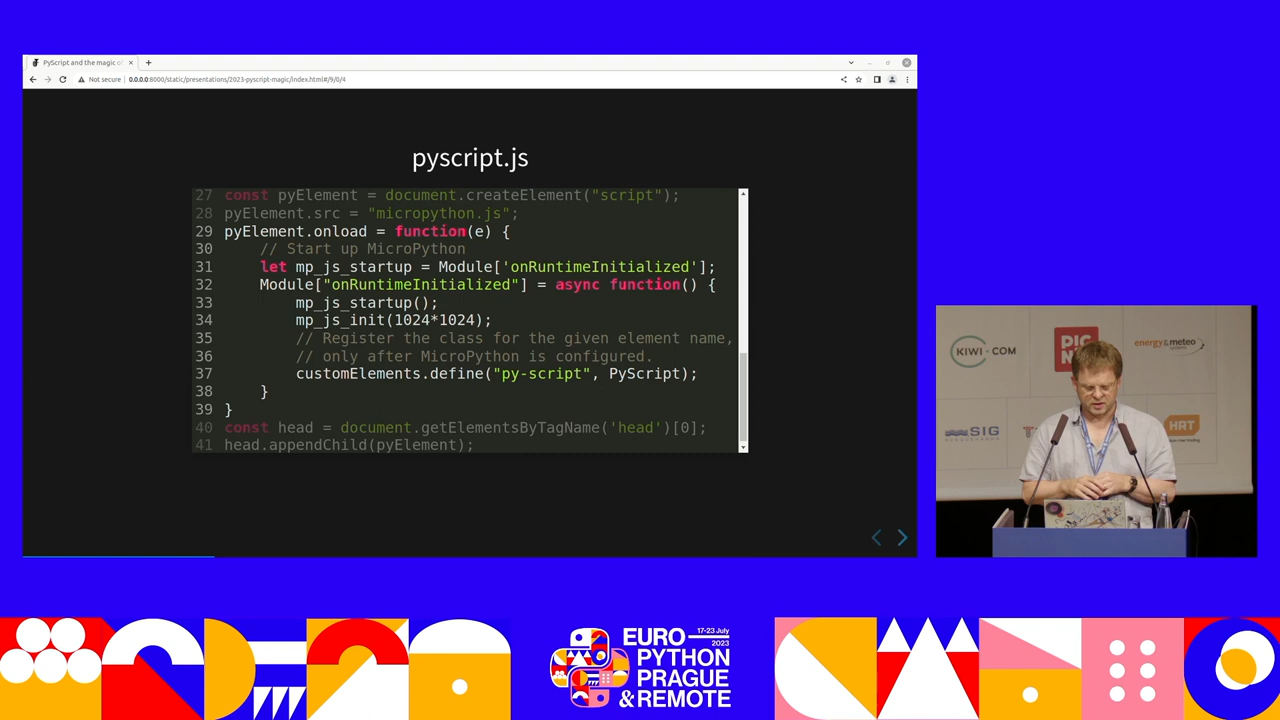 PyScript and the magic of
Not secure
0.0.0.0:8000/static/presentations/2023-pyscript-magic/index.html#/9/0/4
pyscript.js
27 const pyElement = document.createElement("script");
28 pyElement.src = "micropython.js";
29 pyElement.onload = function(e) {
30 // Start up MicroPython
31 let mp_js_startup = Module['onRuntimeInitialized'];
32 Module["onRuntimeInitialized"] = async function() {
33 mp_js_startup();
34 mp_js_init(1024*1024);
35 // Register the class for the given element name,
36 // only after MicroPython is configured.
37 customElements.define("py-script", PyScript);
38 }
39 }
40 const head = document.getElementsByTagName('head')[0];
41 head.appendChild(pyElement);
KIWI-COM
energy & meteo
systems
SIG
HRT
EURO
17-23 July
2023
PYTHON
PRAGUE
& REMOTE